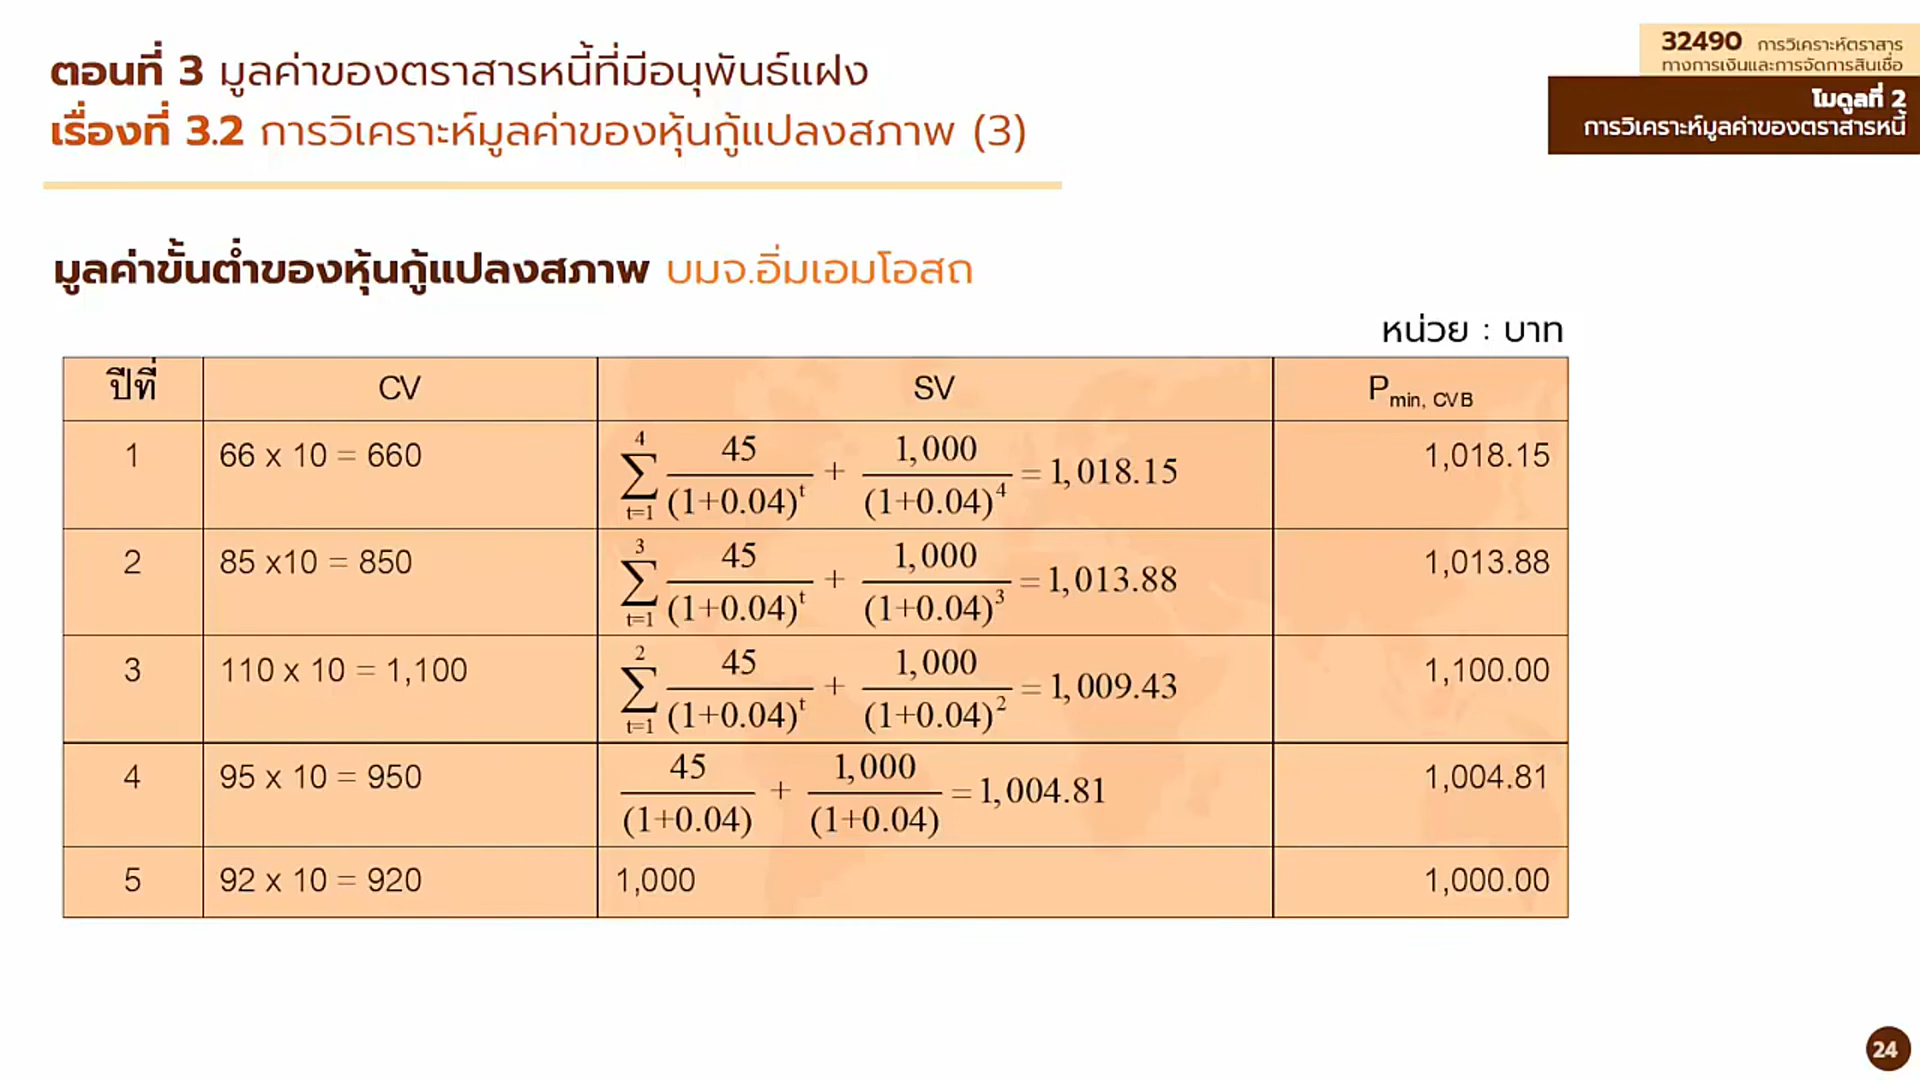 ตอนที่ 3 มูลค่าของตราสารหนี้ที่มีอนุพันธ์แฝง
เรื่องที่ 3.2 การวิเคราะห์มูลค่าของหุ้นกู้แปลงสภาพ (3)
32490 การวิเคราะห์ตราสาร
ทางการเงินและการจัดการสินเชื่อ
โมดูลที่ 2
การวิเคราะห์มูลค่าของตราสารหนี้
มูลค่าขั้นต่ำของหุ้นกู้แปลงสภาพ บมจ.อิ่มเอมโอสถ
หน่วย : บาท
ปีที่ CV SV P min, CVB
1 66 x 10 = 660 ∑_{t=1}^{4} 45/(1+0.04)^t + 1,000/(1+0.04)^4 = 1,018.15 1,018.15
2 85 x10 = 850 ∑_{t=1}^{3} 45/(1+0.04)^t + 1,000/(1+0.04)^3 = 1,013.88 1,013.88
3 110 x 10 = 1,100 ∑_{t=1}^{2} 45/(1+0.04)^t + 1,000/(1+0.04)^2 = 1,009.43 1,100.00
4 95 x 10 = 950 45/(1+0.04) + 1,000/(1+0.04) = 1,004.81 1,004.81
5 92 x 10 = 920 1,000 1,000.00
24